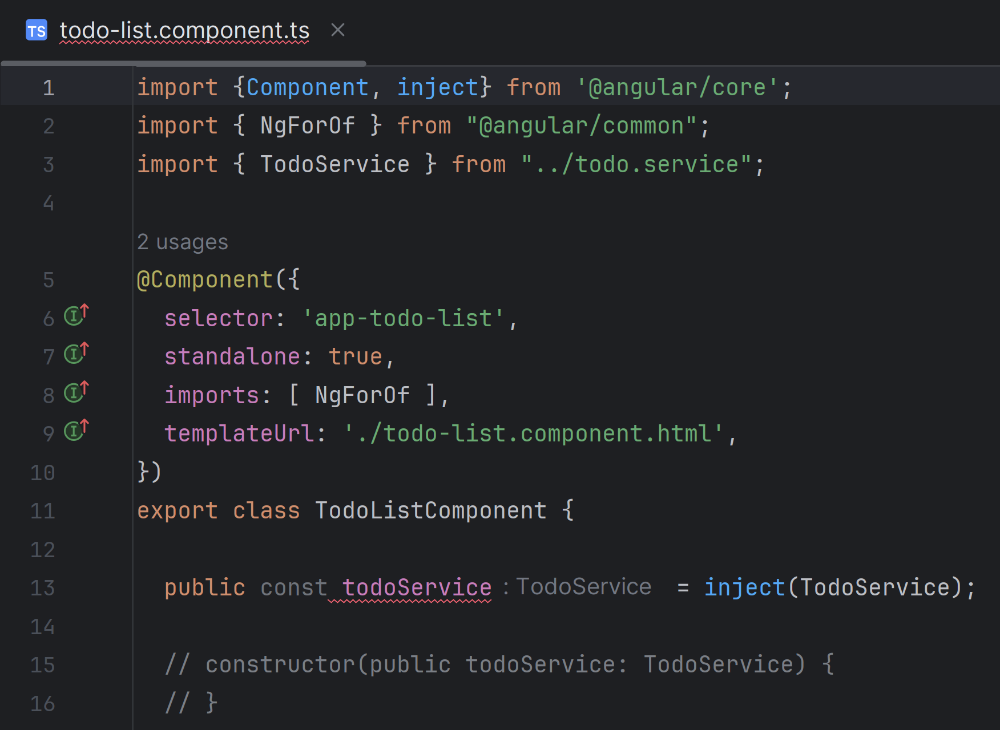 TS todo-list.component.ts
1 import {Component, inject} from '@angular/core';
2 import { NgForOf } from "@angular/common";
3 import { TodoService } from "../todo.service";
4
2 usages
5 @Component({
6 selector: 'app-todo-list',
7 standalone: true,
8 imports: [ NgForOf ],
9 templateUrl: './todo-list.component.html',
10 })
11 export class TodoListComponent {
12
13 public const todoService : TodoService = inject(TodoService);
14
15 // constructor(public todoService: TodoService) {
16 // }